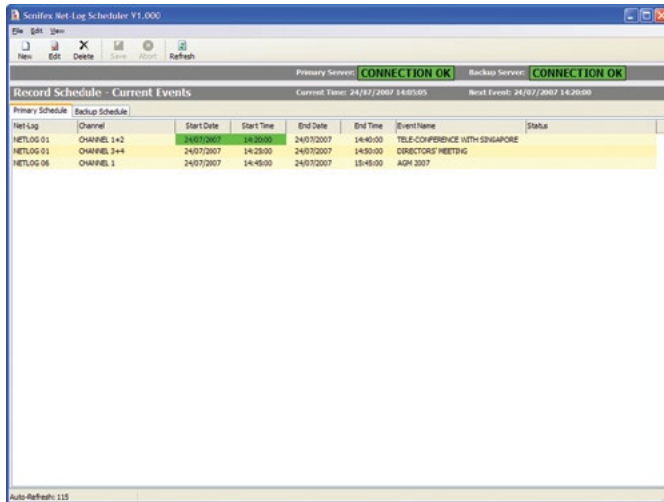 Sonifex Net-Log Scheduler V1.000
File Edit View
New Edit Delete Save Abort Refresh
Primary Server: CONNECTION OK Backup Server: CONNECTION OK
Record Schedule - Current Events Current Time: 24/07/2007 14:05:05 Next Event: 24/07/2007 14:20:00
Primary Schedule Backup Schedule
Net-Log Channel Start Date Start Time End Date End Time Event Name Status
NETLOG 01 CHANNEL 1+2 24/07/2007 14:20:00 24/07/2007 14:40:00 TELE-CONFERENCE WITH SINGAPORE
NETLOG 01 CHANNEL 3+4 24/07/2007 14:25:00 24/07/2007 14:50:00 DIRECTORS' MEETING
NETLOG 06 CHANNEL 1 24/07/2007 14:45:00 24/07/2007 15:45:00 AGM 2007
Auto-Refresh: 115